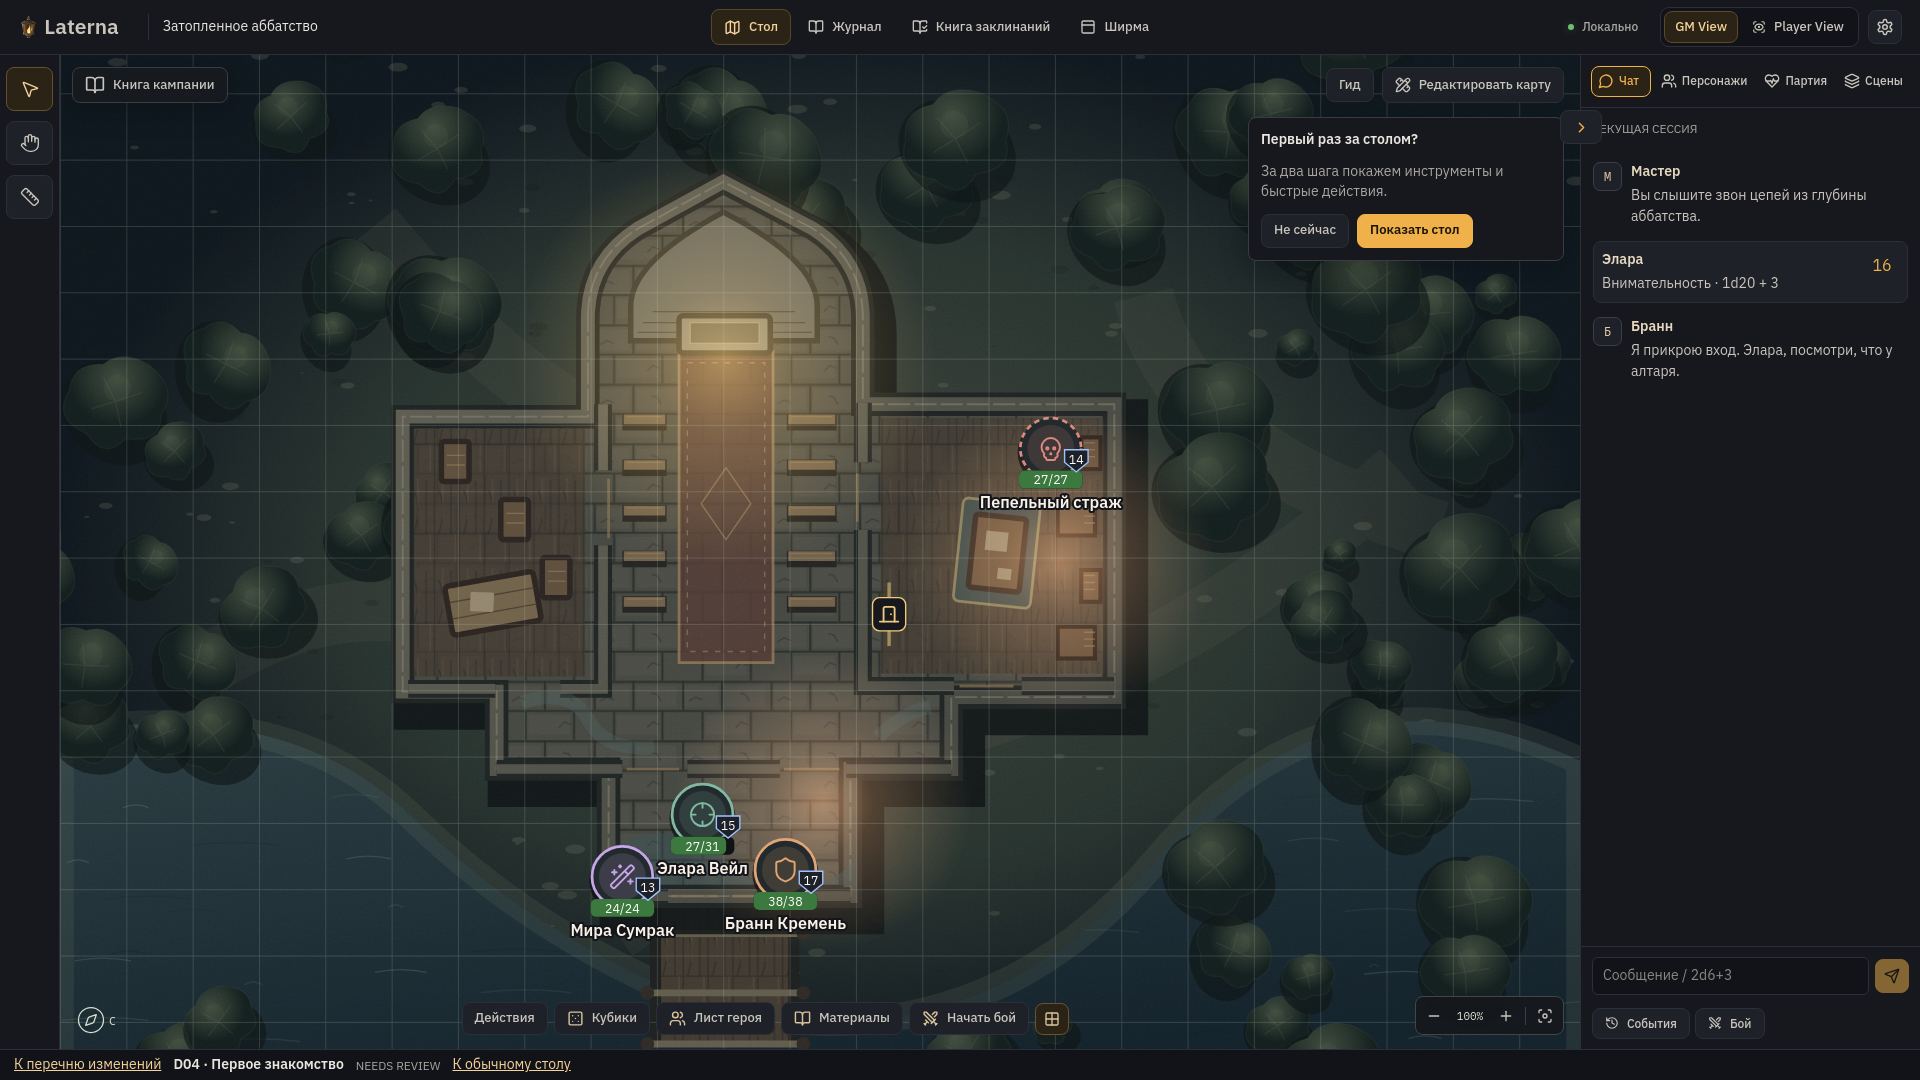 Laterna
Затопленное аббатство
Стол
Журнал
Книга заклинаний
Ширма
Локально
GM View
Player View
Книга кампании
Гид
Редактировать карту
Чат
Персонажи
Партия
Сцены
Первый раз за столом?
За два шага покажем инструменты и
быстрые действия.
Не сейчас
Показать стол
ЕКУЩАЯ СЕССИЯ
М
Мастер
Вы слышите звон цепей из глубины
аббатства.
Элара
16
Внимательность · 1d20 + 3
Б
Бранн
Я прикрою вход. Элара, посмотри, что у
алтаря.
14
27/27
Пепельный страж
15
27/31
Элара Вейл
13
24/24
Мира Сумрак
17
38/38
Бранн Кремень
С
Действия
Кубики
Лист героя
Материалы
Начать бой
100%
Сообщение / 2d6+3
События
Бой
К перечню изменений
D04 · Первое знакомство
NEEDS REVIEW
К обычному столу